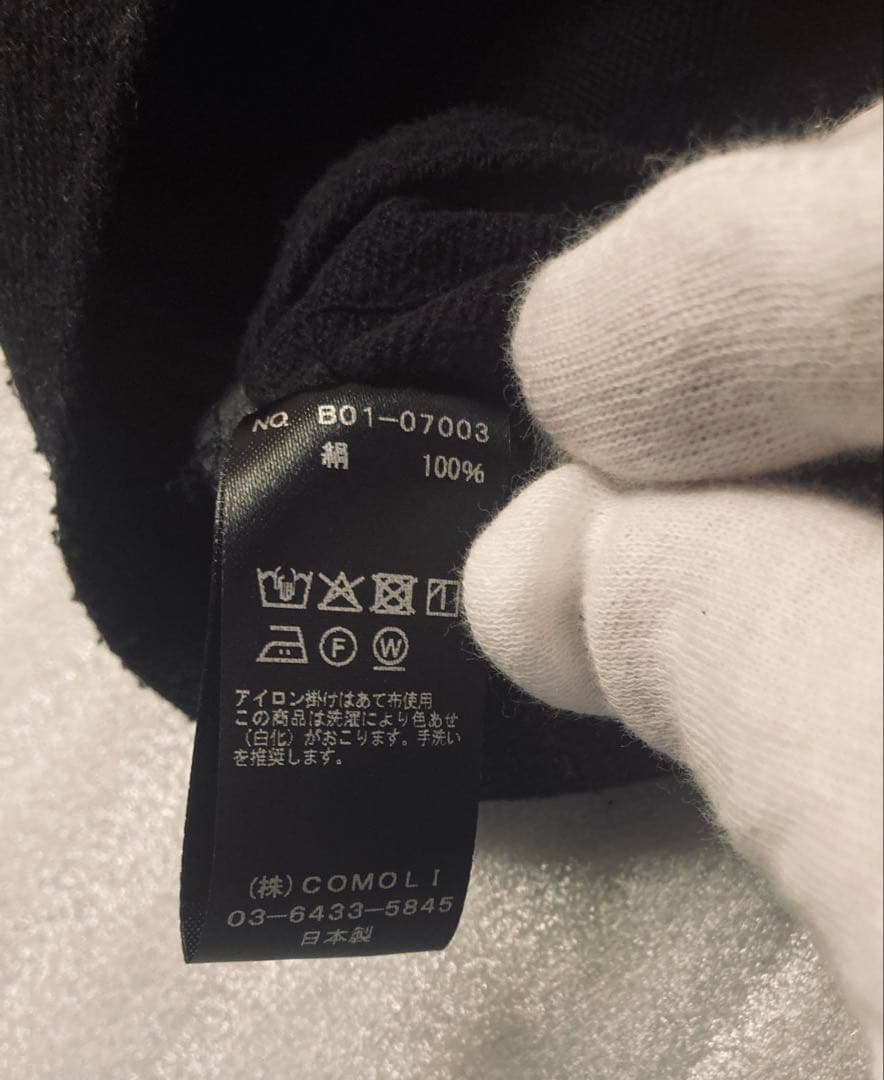 NO. B01-07003
絹 100%
F W
アイロン掛けはあて布使用
この商品は洗濯により色あせ
(白化)がおこります。手洗い
を推奨します。
(株)COMOLI
03-6433-5845
日本製